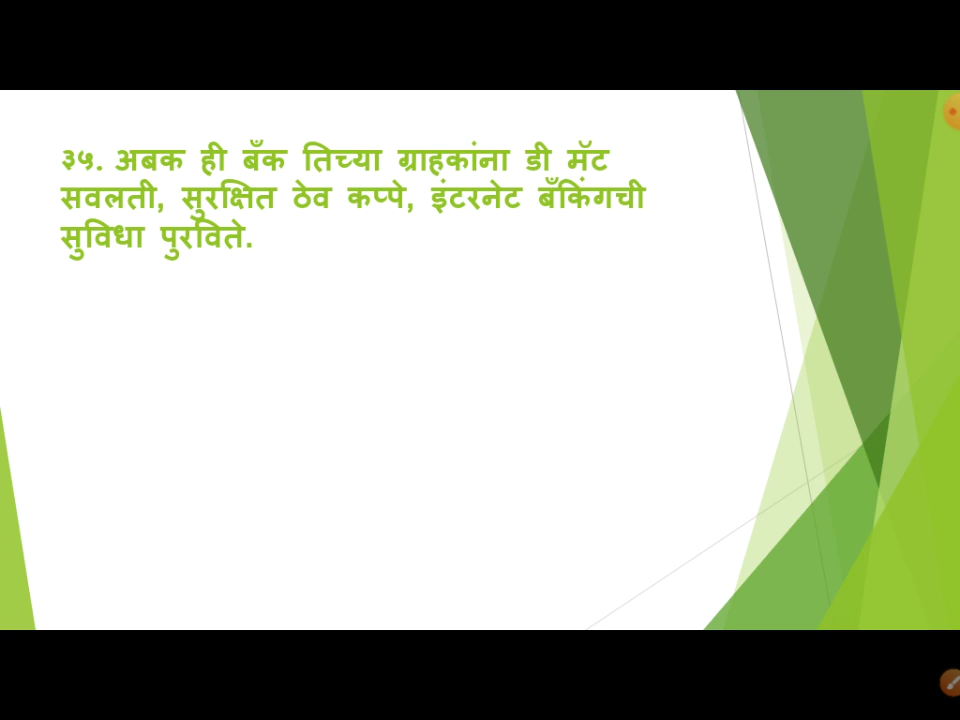 ३५. अबक ही बँक तिच्या ग्राहकांना डी मॅट
सवलती, सुरक्षित ठेव कप्पे, इंटरनेट बँकिंगची
सुविधा पुरविते.